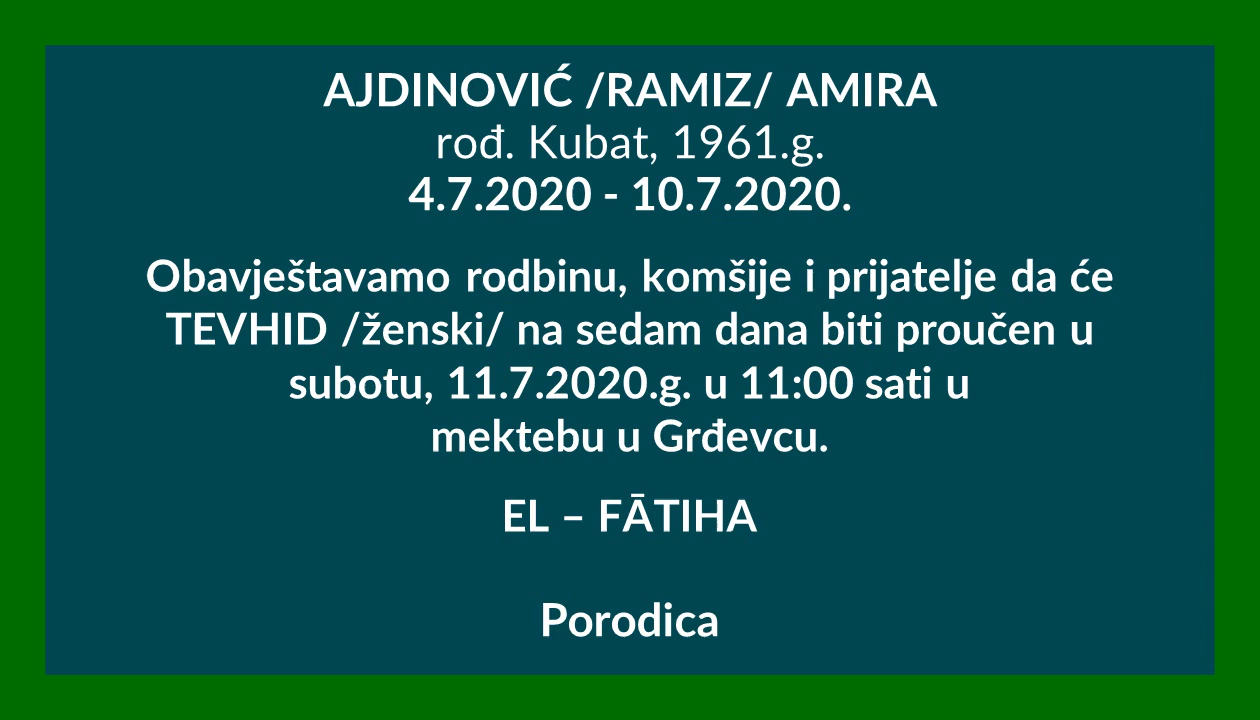 AJDINOVIĆ /RAMIZ/ AMIRA
rođ. Kubat, 1961.g.
4.7.2020 - 10.7.2020.
Obavještavamo rodbinu, komšije i prijatelje da će
TEVHID /ženski/ na sedam dana biti proučen u
subotu, 11.7.2020.g. u 11:00 sati u
mektebu u Grđevcu.
EL – FĀTIHA
Porodica